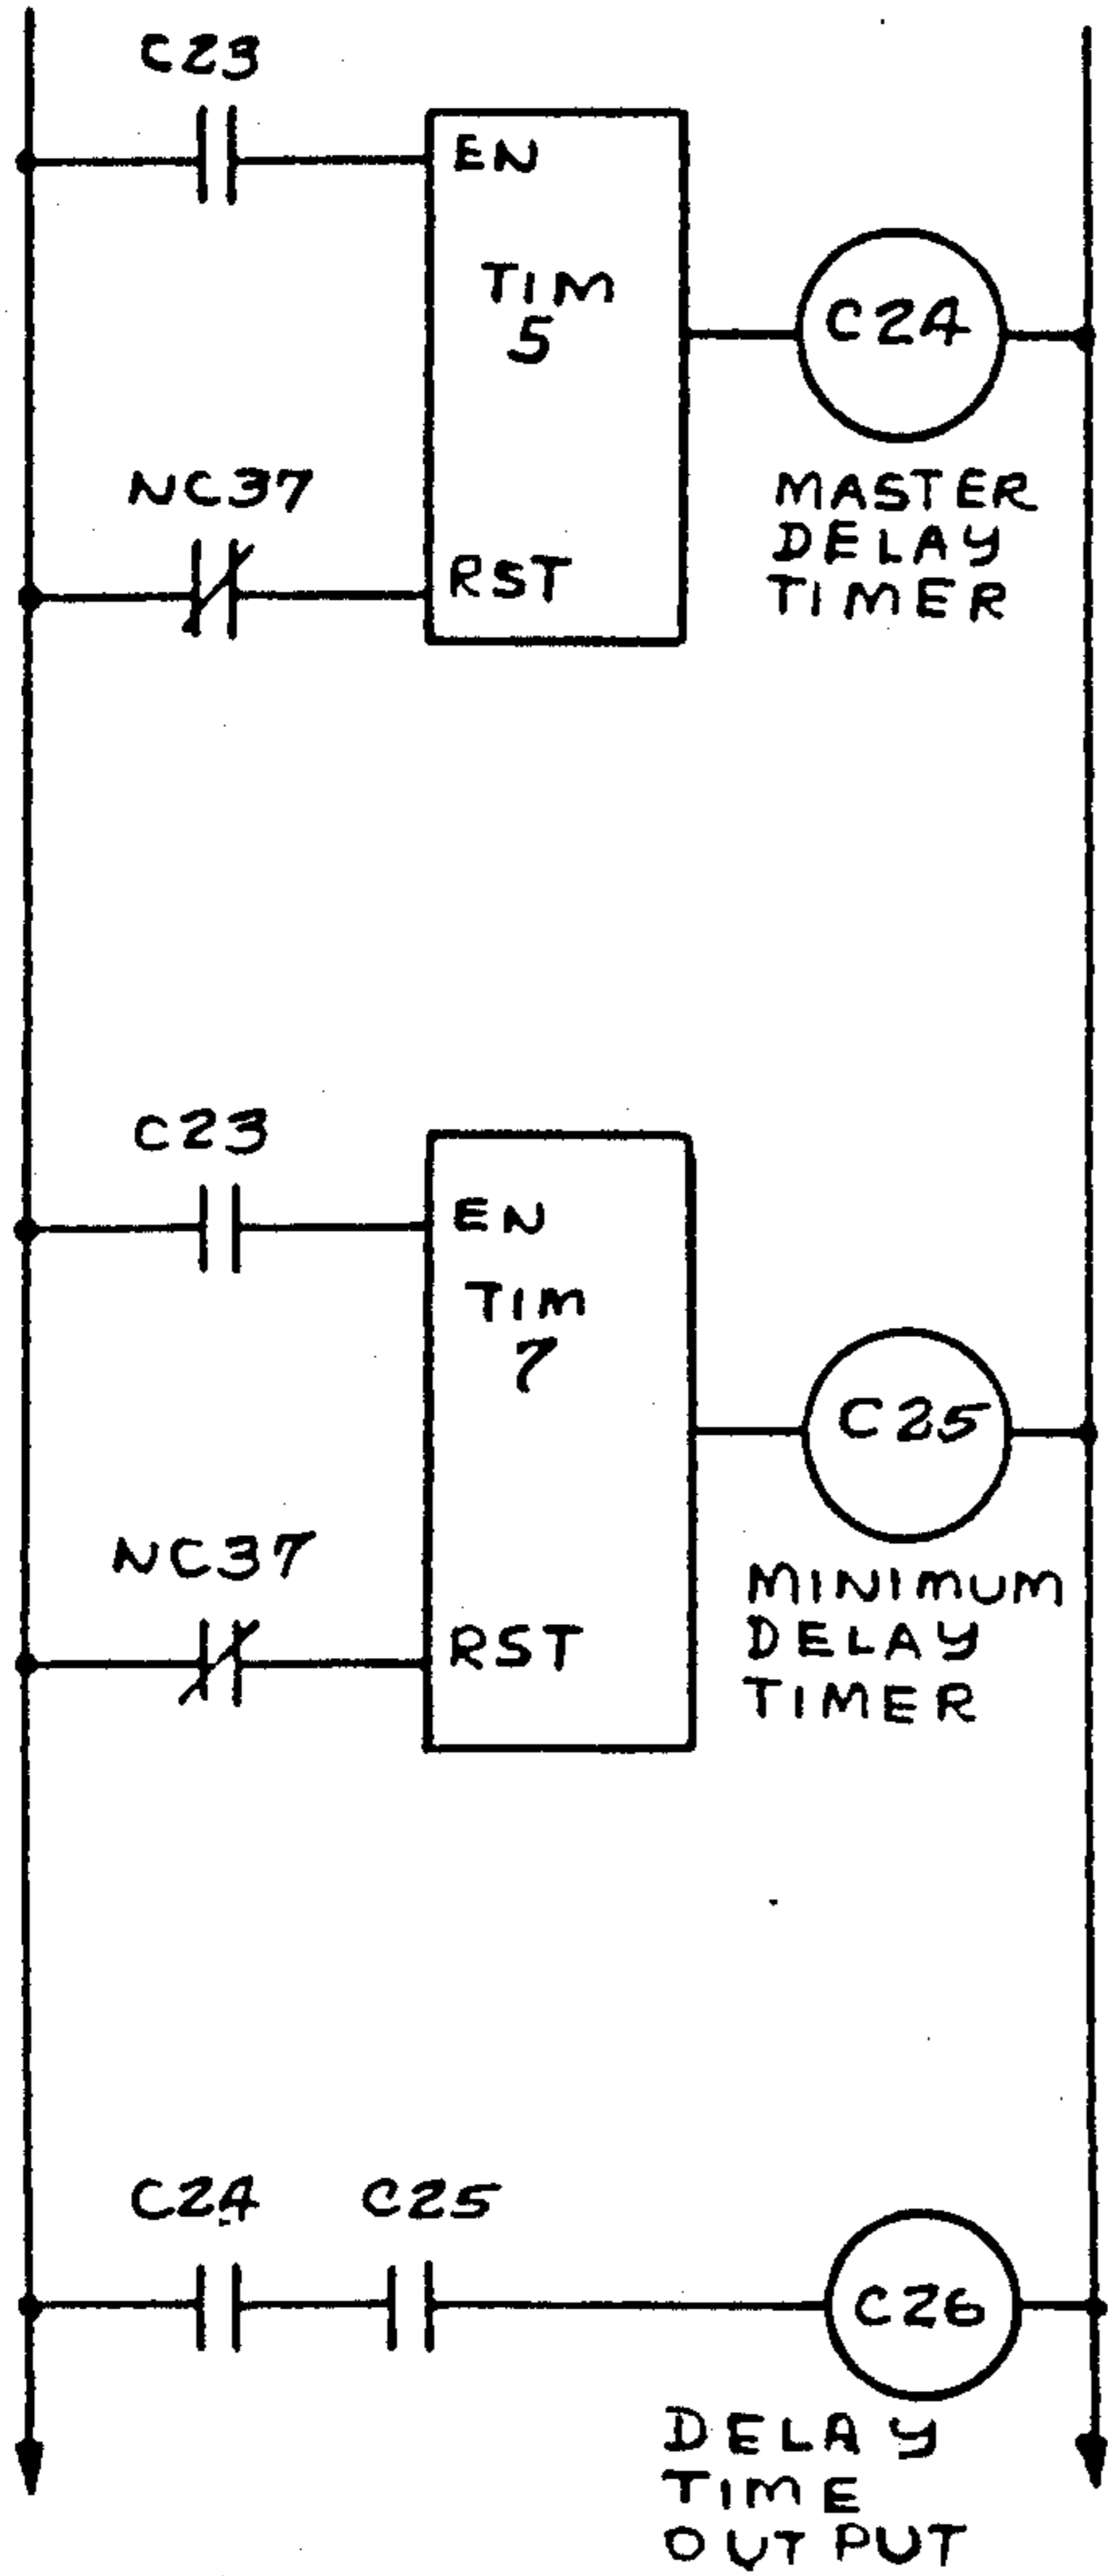 C23
EN
TIM
5
C24
NC37
RST
MASTER
DELAY
TIMER
C23
EN
TIM
7
C25
NC37
RST
MINIMUM
DELAY
TIMER
C24 C25
C26
DELAY
TIME
OUTPUT